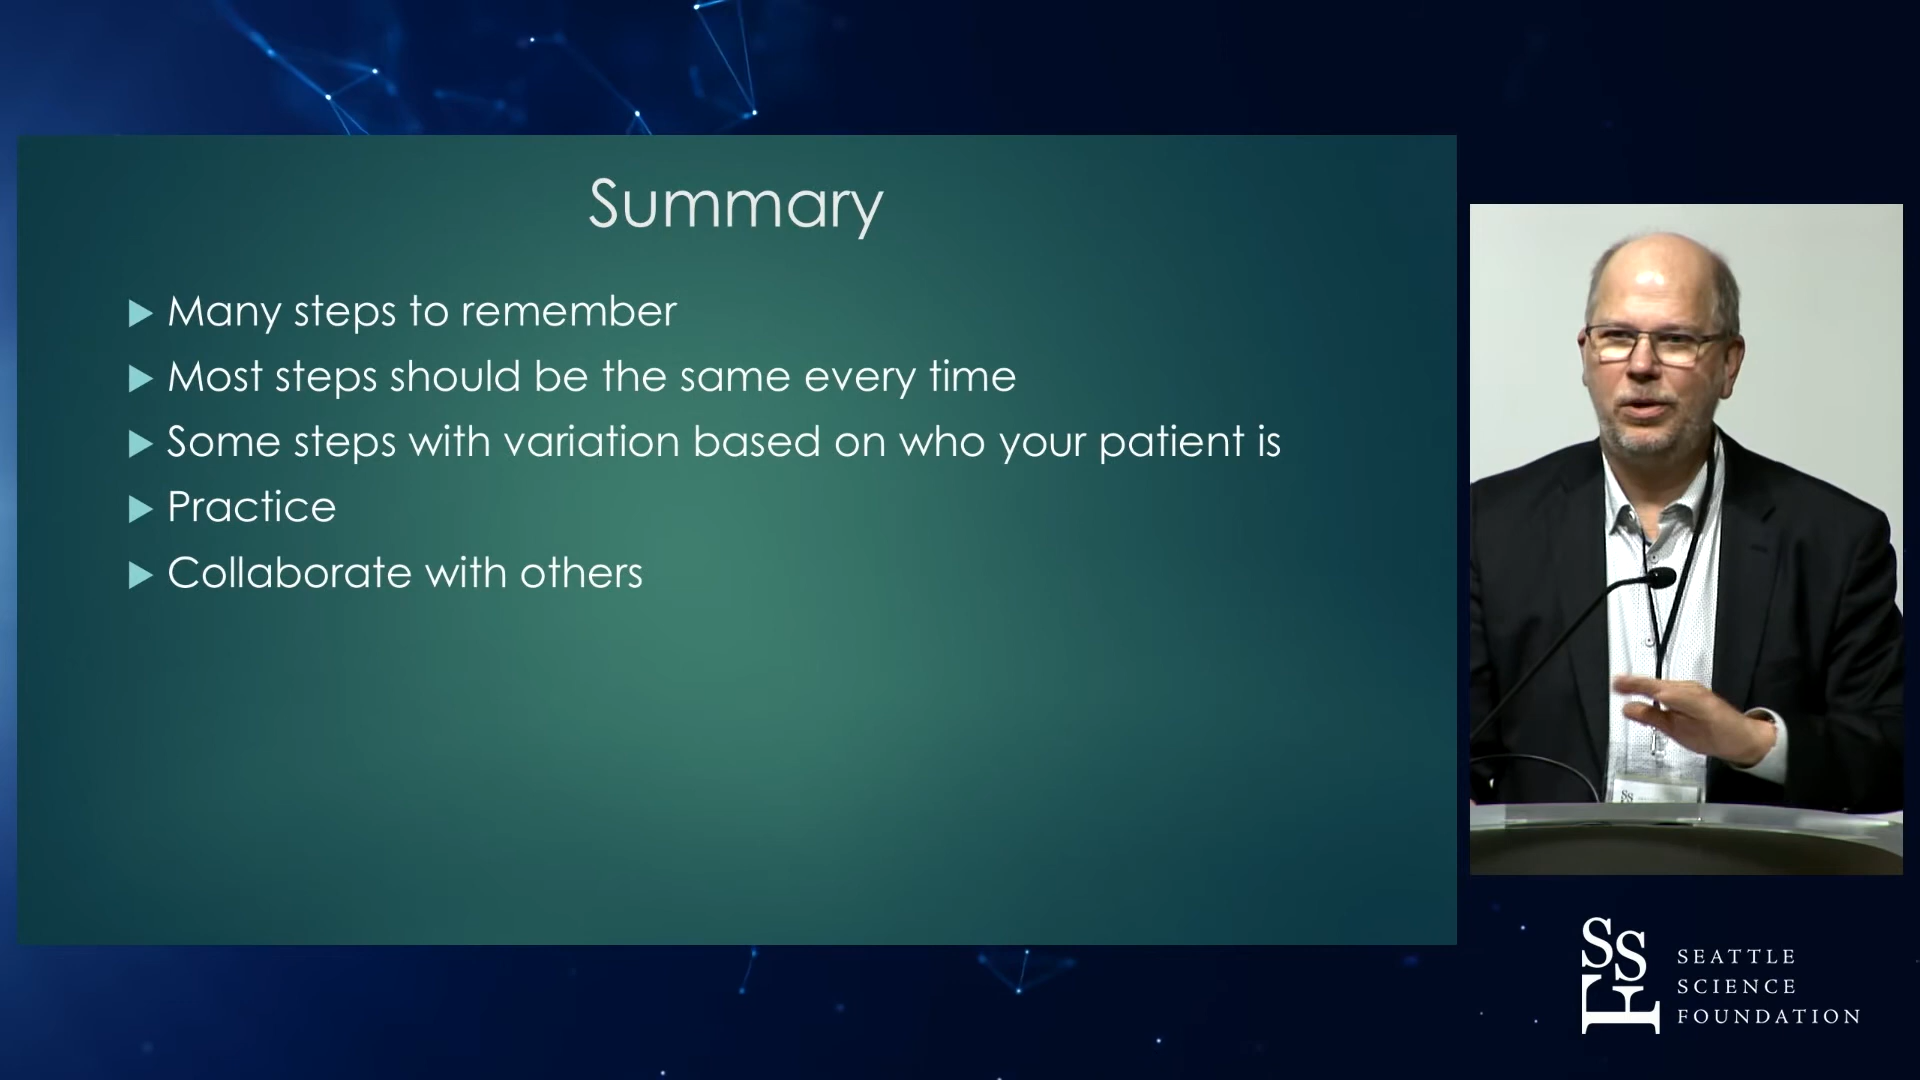 Summary
Many steps to remember
Most steps should be the same every time
Some steps with variation based on who your patient is
Practice
Collaborate with others
SSF
SEATTLE
SCIENCE
FOUNDATION